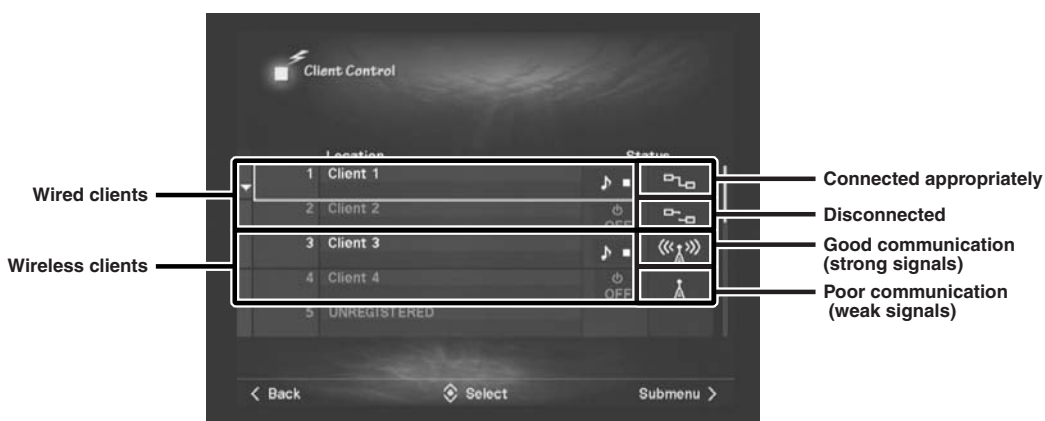 Client Control
Location Status
1 Client 1
2 Client 2
OFF
3 Client 3
4 Client 4
OFF
5 UNREGISTERED
Back Select Submenu
Wired clients
Wireless clients
Connected appropriately
Disconnected
Good communication
(strong signals)
Poor communication
(weak signals)